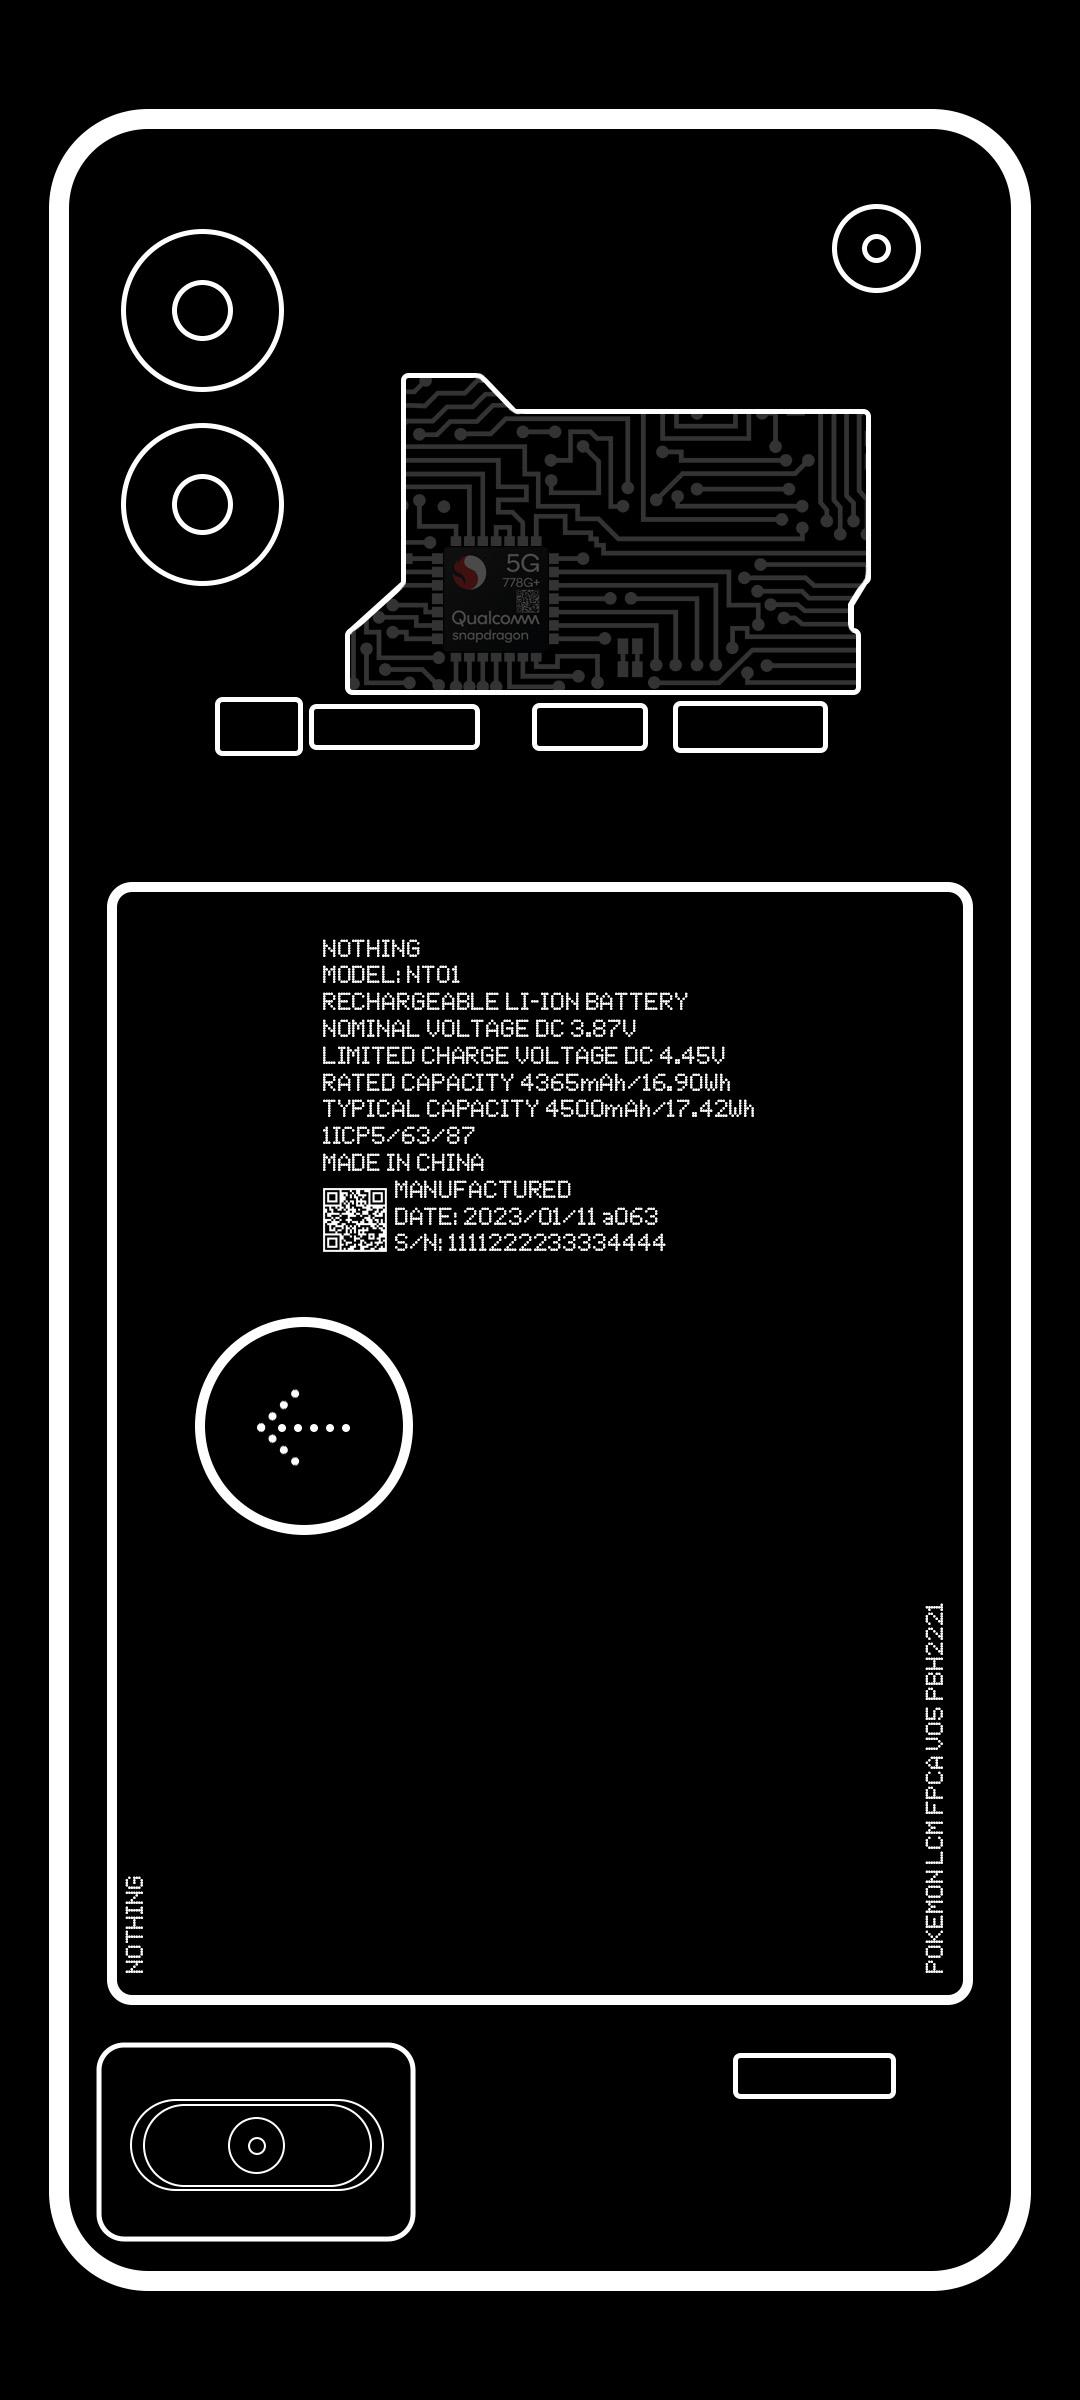 5G
778G+
Qualcomm
snapdragon
NOTHING
MODEL: NT01
RECHARGEABLE LI-ION BATTERY
NOMINAL VOLTAGE DC 3.87V
LIMITED CHARGE VOLTAGE DC 4.45V
RATED CAPACITY 4365mAh/16.90Wh
TYPICAL CAPACITY 4500mAh/17.42Wh
1ICP5/63/87
MADE IN CHINA
MANUFACTURED
DATE: 2023/01/11 a063
S/N: 1111222233334444
NOTHING
POKEMON LCM FPCA V05 PBH2221